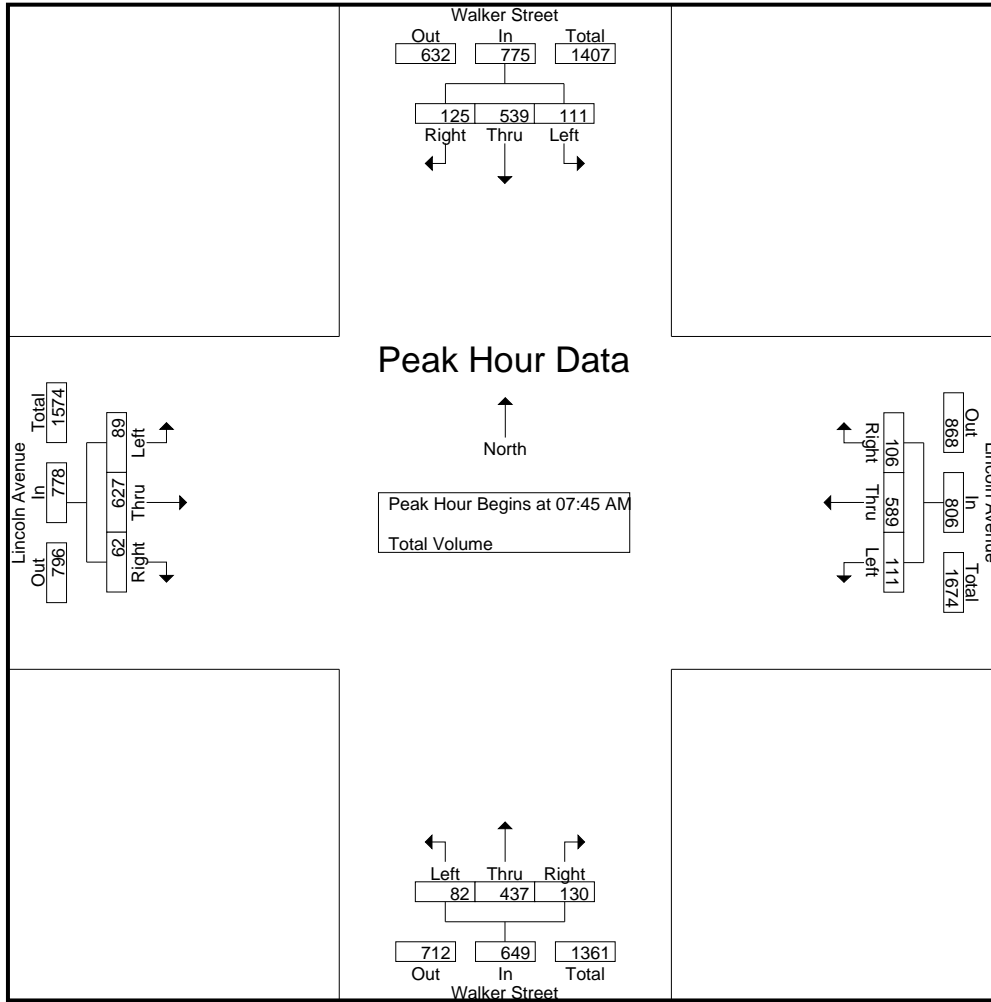 Walker Street
Out In Total
632 775 1407
125 539 111
Right Thru Left
Peak Hour Data
North
Peak Hour Begins at 07:45 AM
Total Volume
Lincoln Avenue
Out In Total
796 778 1574
62 627 89
Right Thru Left
Lincoln Avenue
Out In Total
868 806 1674
106 589 111
Right Thru Left
Left Thru Right
82 437 130
712 649 1361
Out In Total
Walker Street